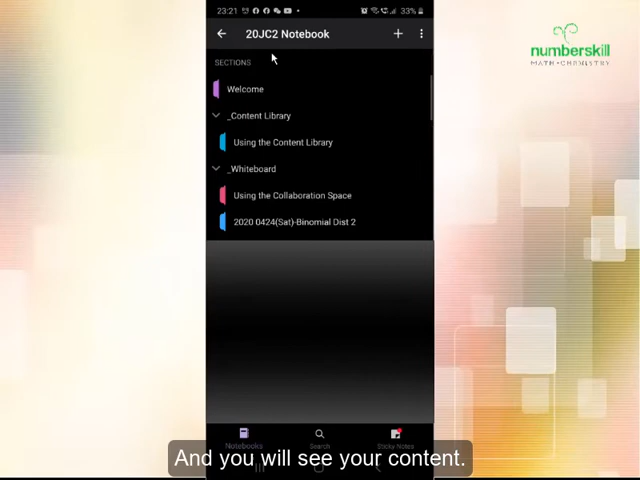 23:21
33%
20JC2 Notebook
numberskill
MATH•CHEMISTRY
SECTIONS
Welcome
_Content Library
Using the Content Library
_Whiteboard
Using the Collaboration Space
2020 0424(Sat)-Binomial Dist 2
Notebooks
Search
Sticky Notes
And you will see your content.